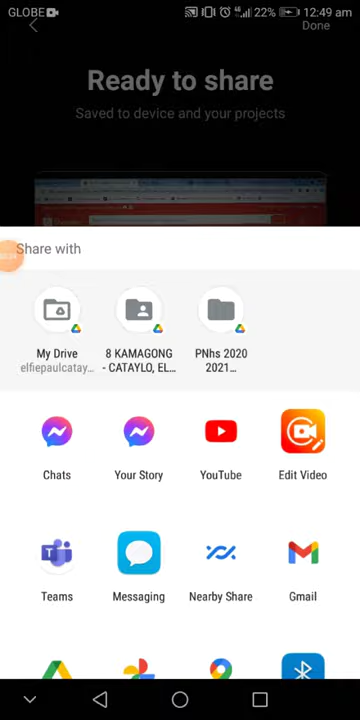 GLOBE 22% 12:49 am
Done
Ready to share
Saved to device and your projects
Share with
My Drive
elfiepaulcatay...
8 KAMAGONG
- CATAYLO, EL...
PNhs 2020
2021...
Chats
Your Story
YouTube
Edit Video
Teams
Messaging
Nearby Share
Gmail